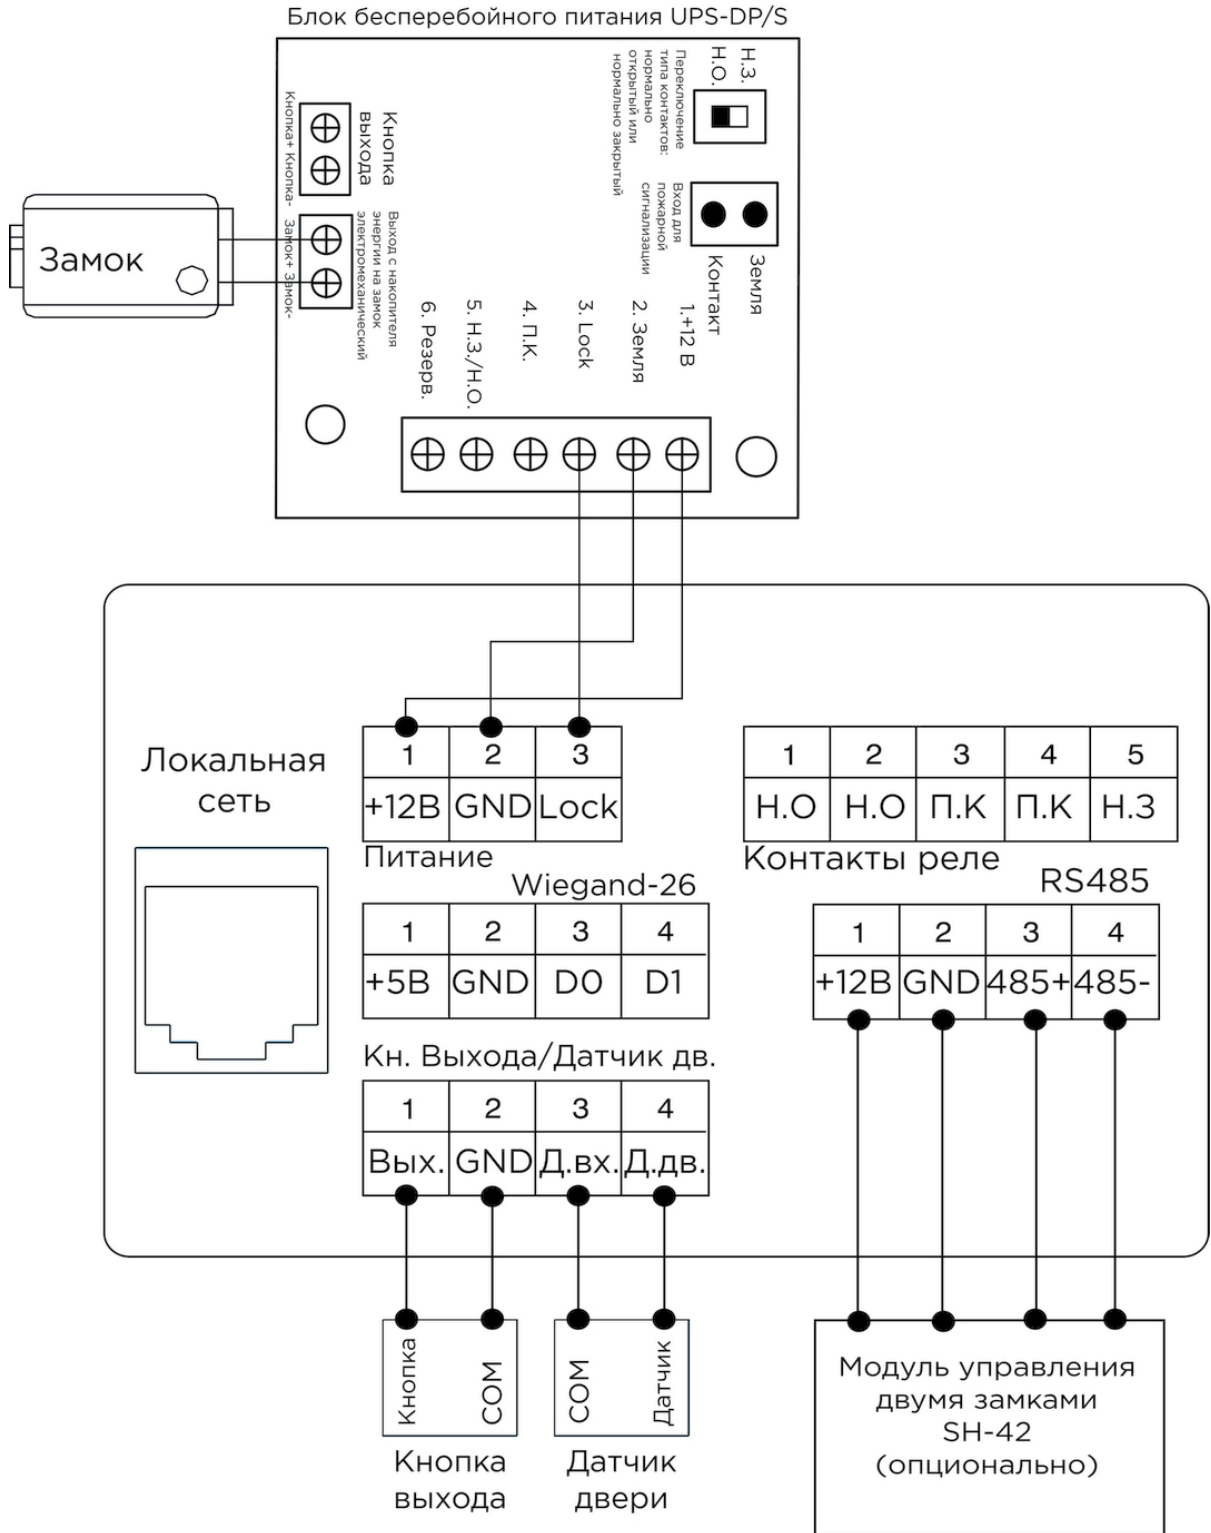 Блок бесперебойного питания UPS-DP/S
Н.О.
Н.З.
Переключение
типа контактов:
нормально
открытый или
нормально закрытый
Кнопка
выхода
Кнопка+ Кнопка-
Вход для
пожарной
сигнализации
Контакт
Земля
Замок
Замок+ Замок-
Выход с накопителя
энергии на замок
электромеханический
6. Резерв.
5. Н.З./Н.О.
4. П.К.
3. Lock
2. Земля
1.+12 В
Локальная
сеть
1 2 3
+12В GND Lock
Питание
1 2 3 4 5
Н.О Н.О П.К П.К Н.З
Контакты реле
Wiegand-26
1 2 3 4
+5В GND D0 D1
RS485
1 2 3 4
+12В GND 485+ 485-
Кн. Выхода/Датчик дв.
1 2 3 4
Вых. GND Д.вх. Д.дв.
Кнопка
COM
COM
Датчик
Кнопка
выхода
Датчик
двери
Модуль управления
двумя замками
SH-42
(опционально)